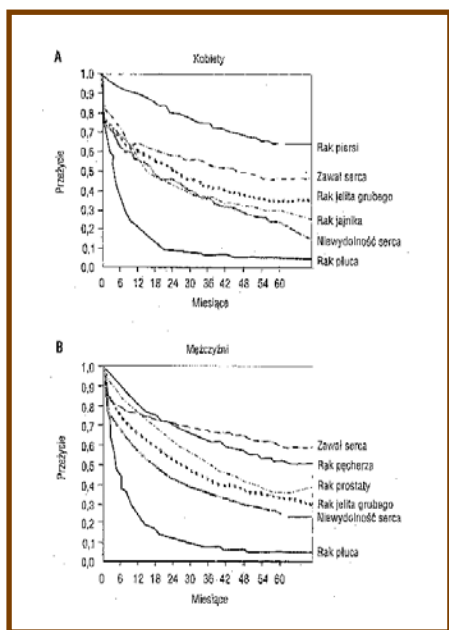 A
Kobiety
Przeżycie
1,0
0,9
0,8
0,7
0,6
0,5
0,4
0,3
0,2
0,1
0,0
Rak piersi
Zawał serca
Rak jelita grubego
Rak jajnika
Niewydolność serca
Rak płuca
0 6 12 18 24 30 36 42 48 54 60
Miesiące
B
Mężczyźni
Przeżycie
1,0
0,9
0,8
0,7
0,6
0,5
0,4
0,3
0,2
0,1
0,0
Zawał serca
Rak pęcherza
Rak prostaty
Rak jelita grubego
Niewydolność serca
Rak płuca
0 6 12 18 24 30 36 42 48 54 60
Miesiące